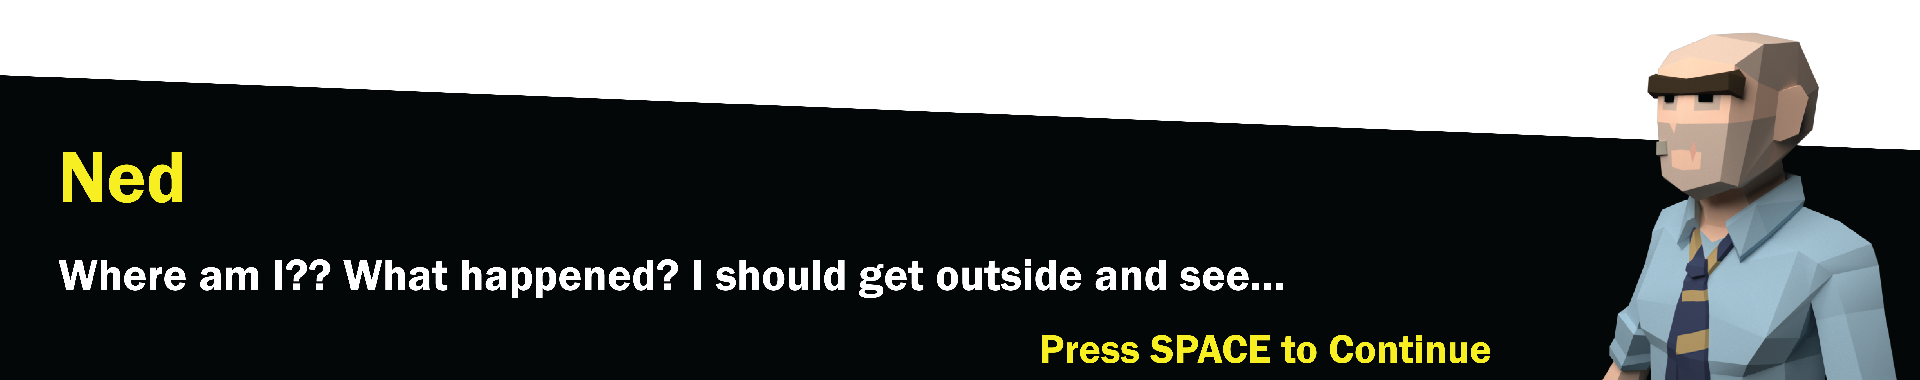 Ned
Where am I?? What happened? I should get outside and see...
Press SPACE to Continue